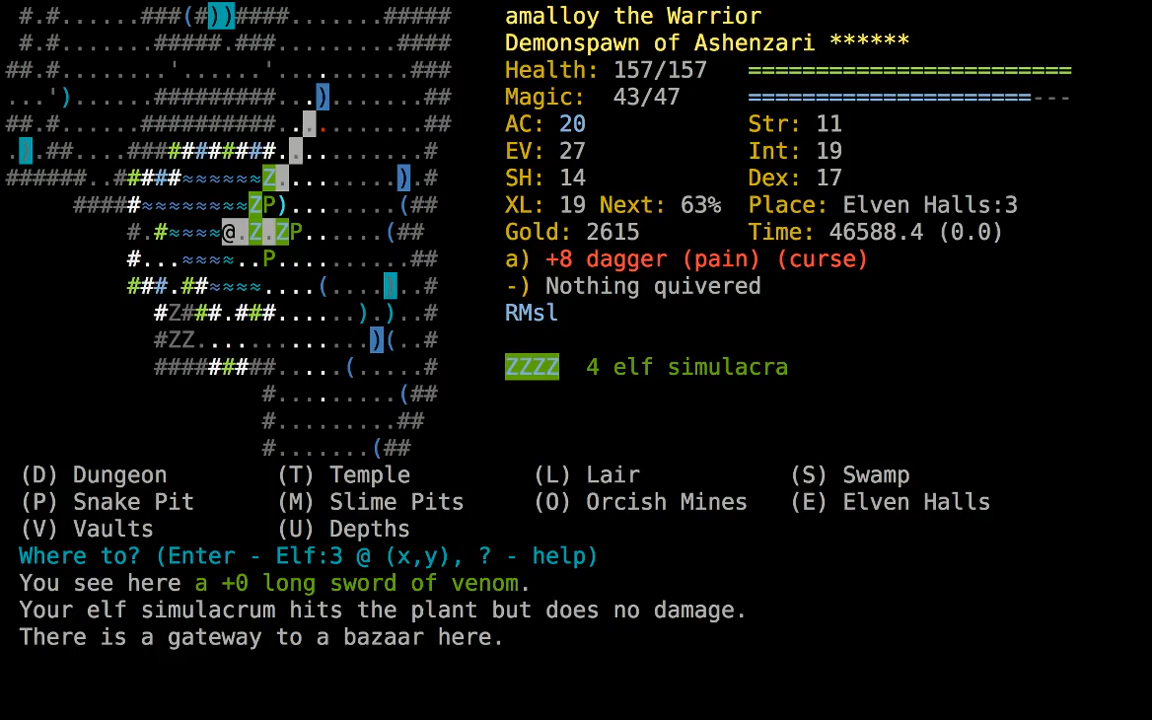 #.#......###(#))####.......#####     amalloy the Warrior
 #.#.......#####.###.........####     Demonspawn of Ashenzari ******
##.#........'......'...........###     Health: 157/157    ========================
...')......#########...)......##     Magic:  43/47      =====================---
##.##......##########...........##     AC: 20             Str: 11
.).##....##################..........#     EV: 27             Int: 19
######..######≈≈≈≈≈≈Z........).#     SH: 14             Dex: 17
#####≈≈≈≈≈≈≈≈ZP)........(##     XL: 19 Next: 63%   Place: Elven Halls:3
#.#≈≈≈≈@.Z.ZP......(##     Gold: 2615         Time: 46588.4 (0.0)
#...≈≈≈≈..P..........##     a) +8 dagger (pain) (curse)
###.##≈≈≈≈....(.......#     -) Nothing quivered
#Z###.###......).)..#     RMsl
#ZZ.............)(..#
#########.....(.....#     ZZZZ  4 elf simulacra
#.........(##
#.........##
#.......(##
(D) Dungeon        (T) Temple         (L) Lair           (S) Swamp
(P) Snake Pit      (M) Slime Pits     (O) Orcish Mines   (E) Elven Halls
(V) Vaults         (U) Depths
Where to? (Enter - Elf:3 @ (x,y), ? - help)
You see here a +0 long sword of venom.
Your elf simulacrum hits the plant but does no damage.
There is a gateway to a bazaar here.